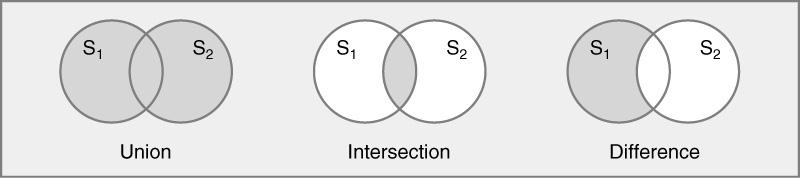 S₁ S₂ S₁ S₂ S₁ S₂
Union Intersection Difference